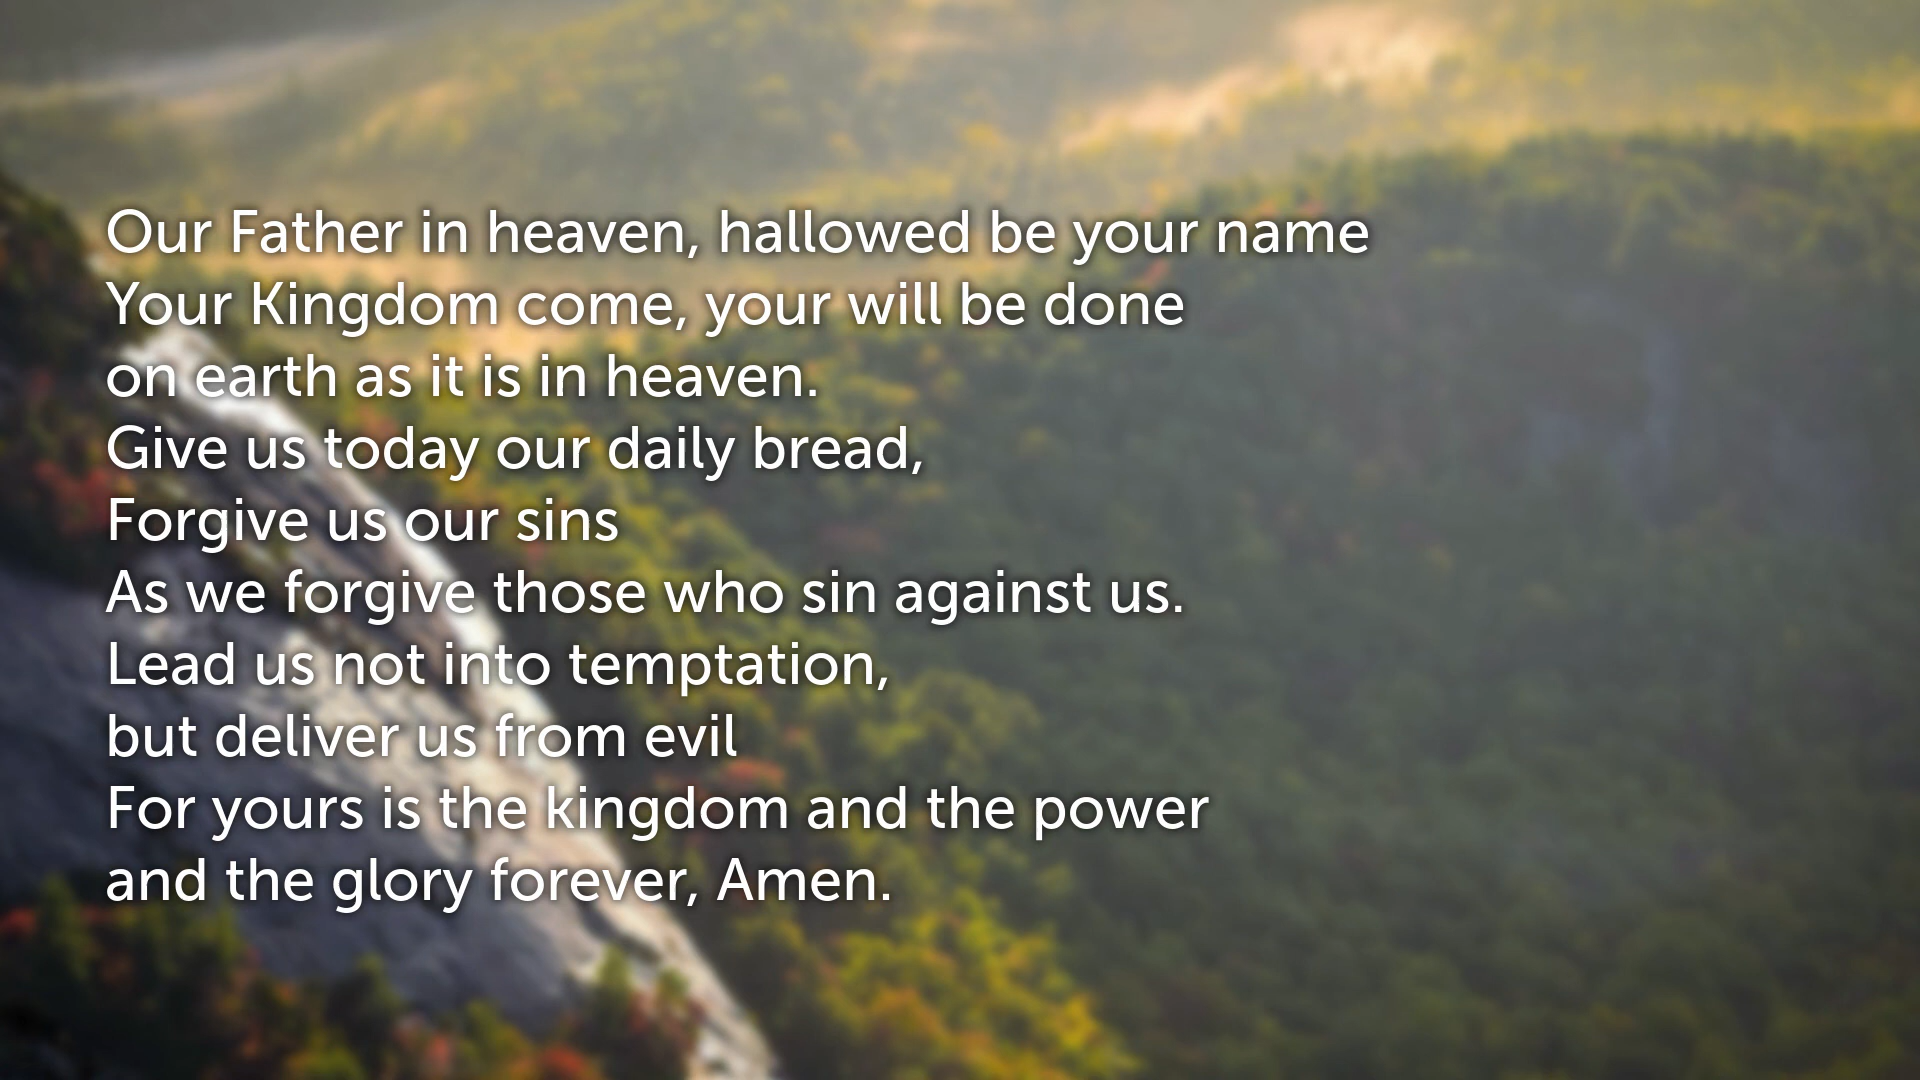 Our Father in heaven, hallowed be your name
Your Kingdom come, your will be done
on earth as it is in heaven.
Give us today our daily bread,
Forgive us our sins
As we forgive those who sin against us.
Lead us not into temptation,
but deliver us from evil
For yours is the kingdom and the power
and the glory forever, Amen.